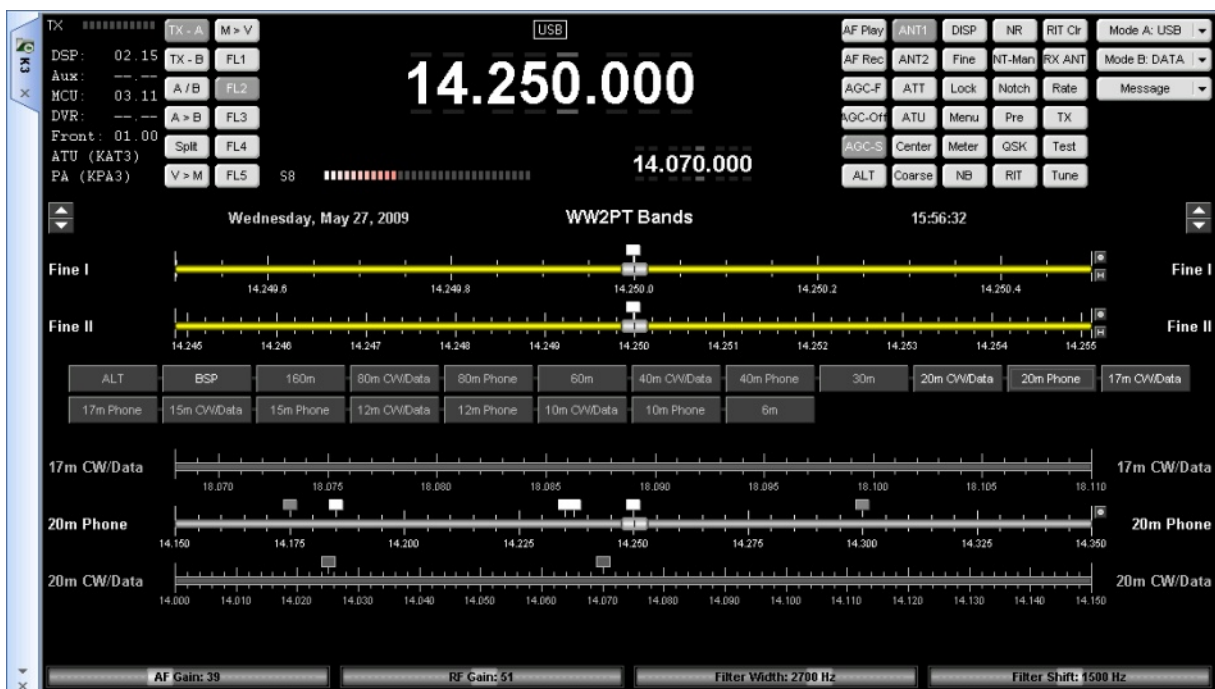 K3
TX
DSP: 02.15
Aux: --.--
MCU: 03.11
DVR: --.--
Front: 01.00
ATU (KAT3)
PA (KPA3)
TX - A M > V
TX - B FL1
A / B FL2
A > B FL3
Split FL4
V > M FL5
USB
14.250.000
14.070.000
S8
AF Play ANT1 DISP NR RIT Clr Mode A: USB
AF Rec ANT2 Fine NT-Man RX ANT Mode B: DATA
AGC-F ATT Lock Notch Rate Message
AGC-Off ATU Menu Pre TX
AGC-S Center Meter QSK Test
ALT Coarse NB RIT Tune
Wednesday, May 27, 2009 WW2PT Bands 15:56:32
Fine I Fine I
14.249.6 14.249.8 14.250.0 14.250.2 14.250.4
H
Fine II Fine II
14.245 14.246 14.247 14.248 14.249 14.250 14.251 14.252 14.253 14.254 14.255
H
ALT BSP 160m 80m CW/Data 80m Phone 60m 40m CW/Data 40m Phone 30m 20m CW/Data 20m Phone 17m CW/Data
17m Phone 15m CW/Data 15m Phone 12m CW/Data 12m Phone 10m CW/Data 10m Phone 6m
17m CW/Data 17m CW/Data
18.070 18.075 18.080 18.085 18.090 18.095 18.100 18.105 18.110
20m Phone 20m Phone
14.150 14.175 14.200 14.225 14.250 14.275 14.300 14.325 14.350
20m CW/Data 20m CW/Data
14.000 14.010 14.020 14.030 14.040 14.050 14.060 14.070 14.080 14.090 14.100 14.110 14.120 14.130 14.140 14.150
AF Gain: 39 RF Gain: 51 Filter Width: 2700 Hz Filter Shift: 1500 Hz